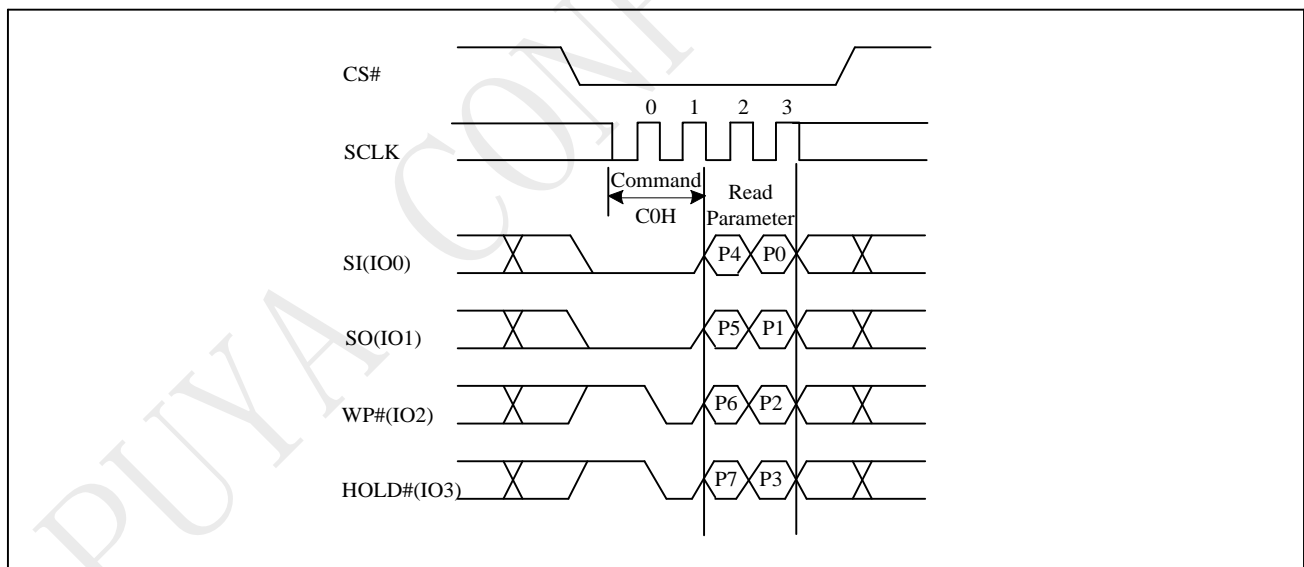 PUYA CONF
CS#
0 1 2 3
SCLK
Command
C0H
Read
Parameter
SI(IO0)
P4 P0
SO(IO1)
P5 P1
WP#(IO2)
P6 P2
HOLD#(IO3)
P7 P3